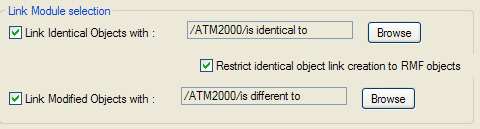 Link Module selection
Link Identical Objects with : /ATM2000/is identical to Browse
Restrict identical object link creation to RMF objects
Link Modified Objects with : /ATM2000/is different to Browse